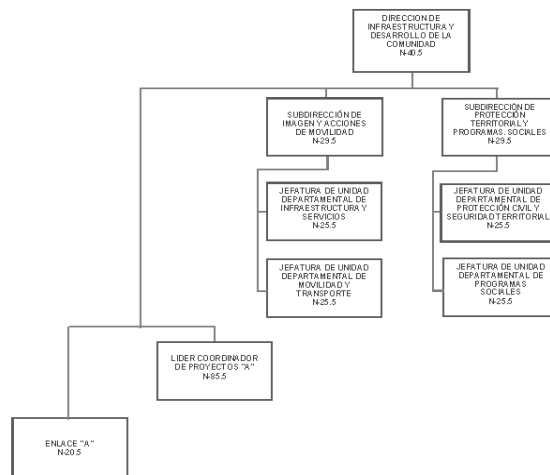 DIRECCION DE
INFRAESTRUCTURA Y
DESARROLLO DE LA
COMUNIDAD
N-40.5
SUBDIRECCIÓN DE
IMAGEN Y ACCIONES
DE MOVILIDAD
N-29.5
SUBDIRECCIÓN DE
PROTECCIÓN
TERRITORIAL Y
PROGRAMAS. SOCIALES
N-29.5
JEFATURA DE UNIDAD
DEPARTAMENTAL DE
INFRAESTRUCTURA Y
SERVICIOS
N-25.5
JEFATURA DE UNIDAD
DEPARTAMENTAL DE
PROTECCIÓN CIVIL Y
SEGURIDAD TERRITORIAL
N-25.5
JEFATURA DE UNIDAD
DEPARTAMENTAL DE
MOVILIDAD Y
TRANSPORTE
N-25.5
JEFATURA DE UNIDAD
DEPARTAMENTAL DE
PROGRAMAS
SOCIALES
N-25.5
LIDER COORDINADOR
DE PROYECTOS "A"
N-85.5
ENLACE "A"
N-20.5